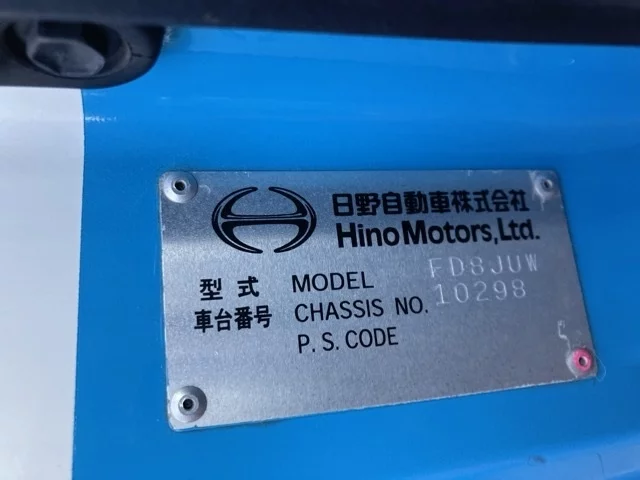 日野自動車株式会社
Hino Motors, Ltd.
型式 MODEL FD8JUW
車台番号 CHASSIS NO. 10298
P.S.CODE